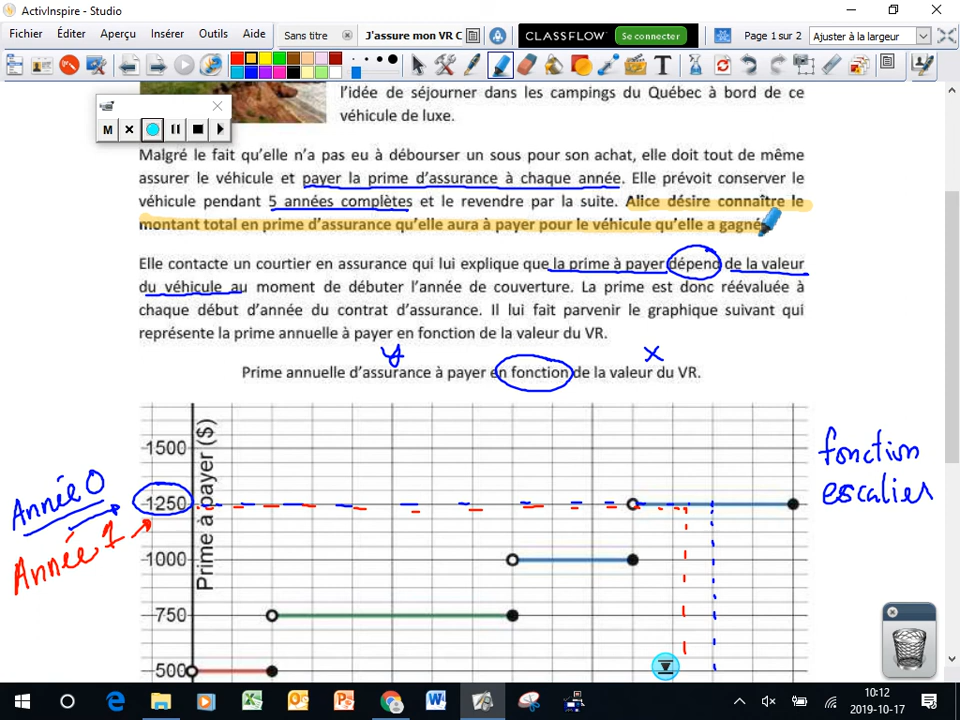 ActivInspire - Studio
Fichier Éditer Aperçu Insérer Outils Aide Sans titre J'assure mon VR C CLASSFLOW Se connecter Page 1 sur 2 Ajuster à la largeur
M
l'idée de séjourner dans les campings du Québec à bord de ce
véhicule de luxe.
Malgré le fait qu'elle n'a pas eu à débourser un sous pour son achat, elle doit tout de même
assurer le véhicule et payer la prime d'assurance à chaque année. Elle prévoit conserver le
véhicule pendant 5 années complètes et le revendre par la suite. Alice désire connaître le
montant total en prime d'assurance qu'elle aura à payer pour le véhicule qu'elle a gagné
Elle contacte un courtier en assurance qui lui explique que la prime à payer dépend de la valeur
du véhicule au moment de débuter l'année de couverture. La prime est donc réévaluée à
chaque début d'année du contrat d'assurance. Il lui fait parvenir le graphique suivant qui
représente la prime annuelle à payer en fonction de la valeur du VR.
y x
Prime annuelle d'assurance à payer en fonction de la valeur du VR.
Prime à payer ($)
1500
1250
1000
750
500
Année 0
Année 1
fonction
escalier
10:12
2019-10-17